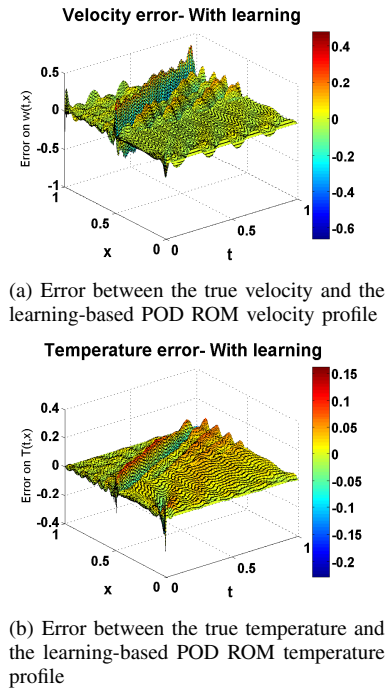 Velocity error- With learning
0.5
0
-0.5
-1
Error on w(t,x)
1
0.5
0
x
0
0.5
1
t
0.4
0.2
0
-0.2
-0.4
-0.6
(a) Error between the true velocity and the
learning-based POD ROM velocity profile
Temperature error- With learning
0.4
0.2
0
-0.2
-0.4
Error on T(t,x)
1
0.5
0
x
0
0.5
1
t
0.15
0.1
0.05
0
-0.05
-0.1
-0.15
-0.2
(b) Error between the true temperature and
the learning-based POD ROM temperature
profile